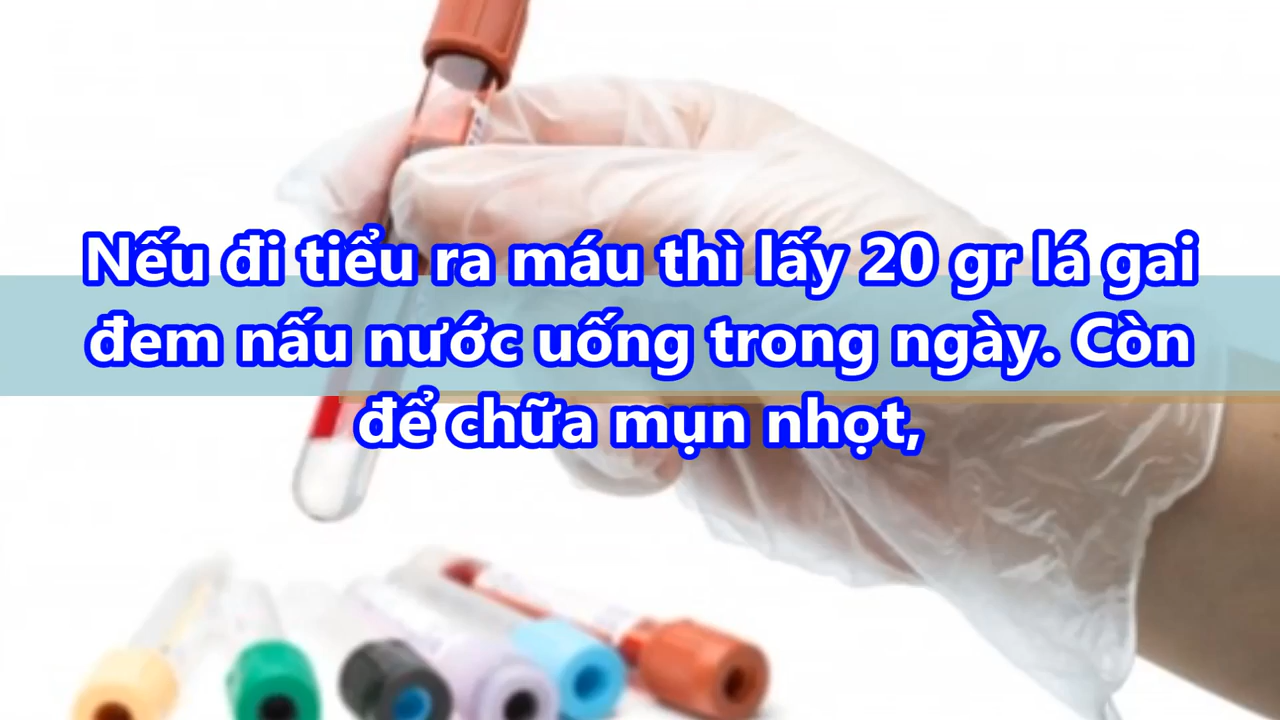 Nếu đi tiểu ra máu thì lấy 20 gr lá gai
đem nấu nước uống trong ngày. Còn
để chữa mụn nhọt,